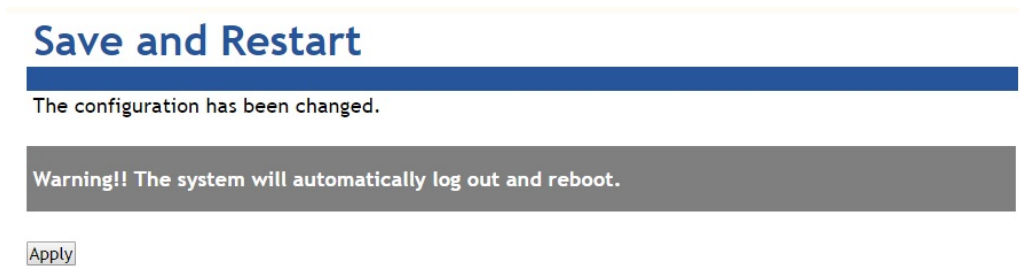 Save and Restart
The configuration has been changed.
Warning!! The system will automatically log out and reboot.
Apply